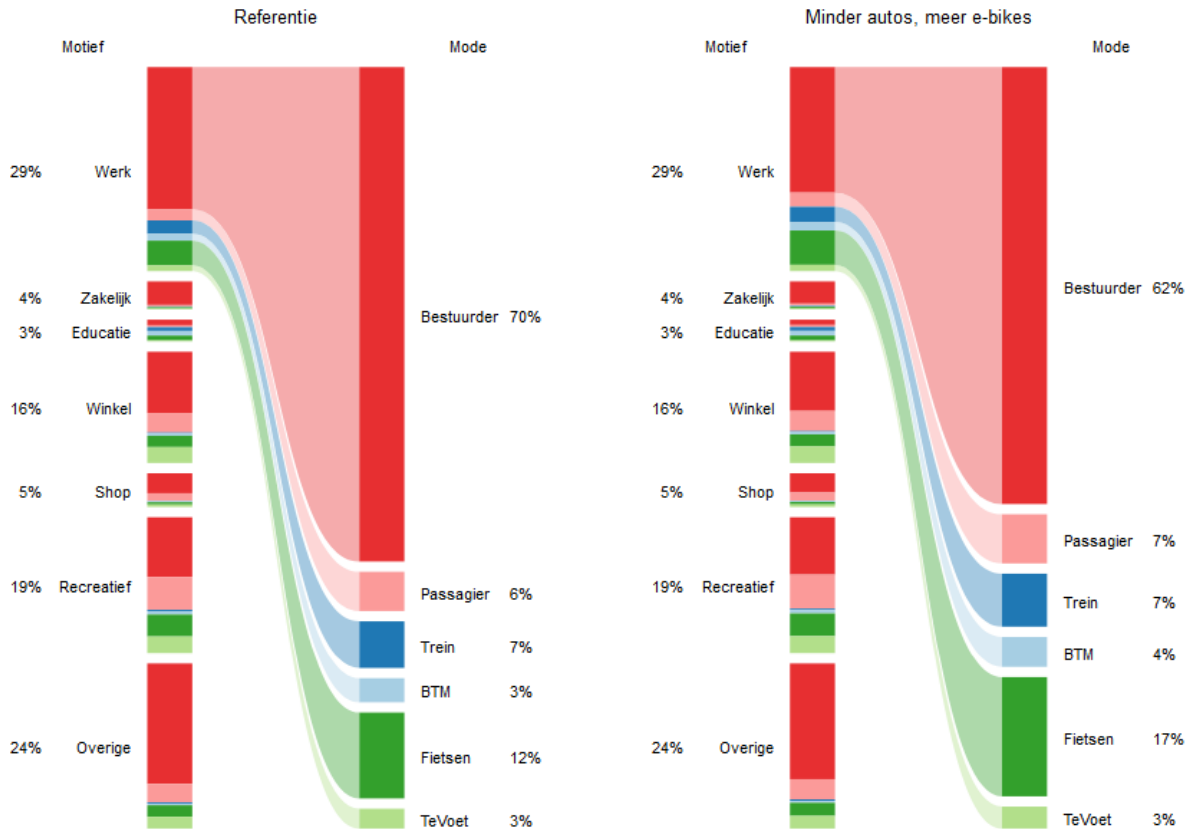 Referentie
Motief Mode
29% Werk
4% Zakelijk
3% Educatie
16% Winkel
5% Shop
19% Recreatief
24% Overige
Bestuurder 70%
Passagier 6%
Trein 7%
BTM 3%
Fietsen 12%
TeVoet 3%
Minder autos, meer e-bikes
Motief Mode
29% Werk
4% Zakelijk
3% Educatie
16% Winkel
5% Shop
19% Recreatief
24% Overige
Bestuurder 62%
Passagier 7%
Trein 7%
BTM 4%
Fietsen 17%
TeVoet 3%